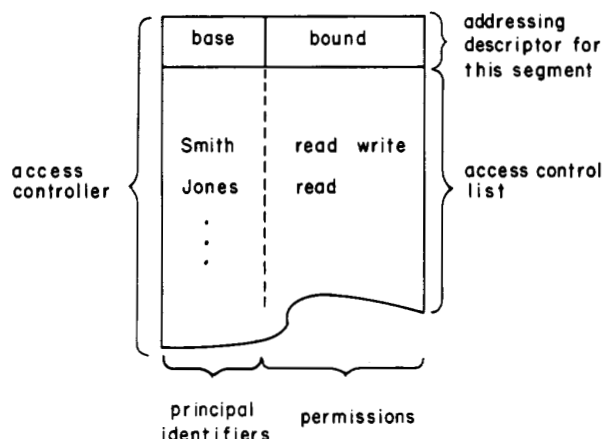 base bound
addressing
descriptor for
this segment
Smith read write
Jones read
access
controller
access control
list
principal
identifiers
permissions